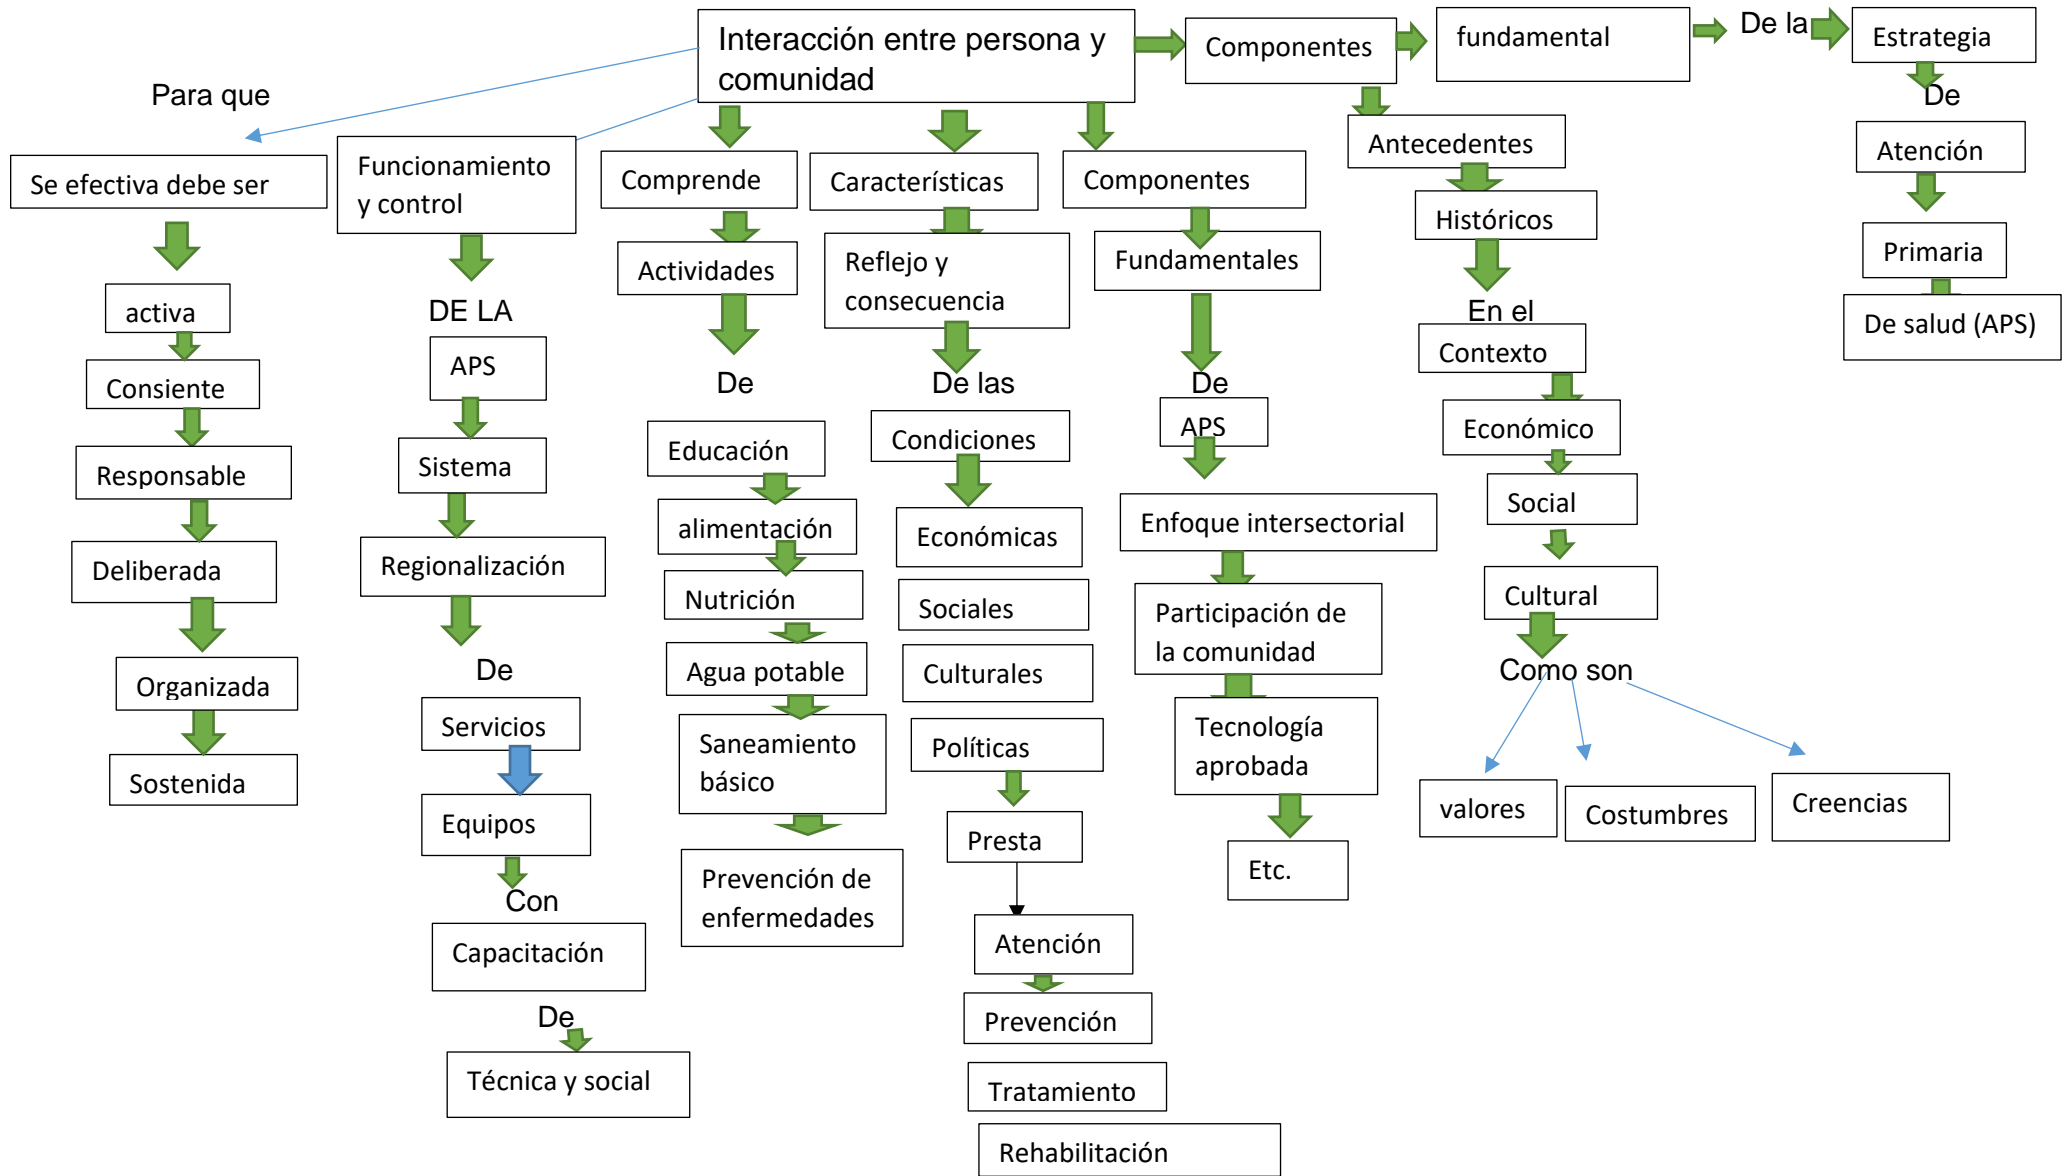 Interacción entre persona y
comunidad
Componentes
fundamental
De la
Estrategia
De
Atención
Primaria
De salud (APS)
Para que
Se efectiva debe ser
activa
Consiente
Responsable
Deliberada
Organizada
Sostenida
Funcionamiento
y control
DE LA
APS
Sistema
Regionalización
De
Servicios
Equipos
Con
Capacitación
De
Técnica y social
Comprende
Actividades
De
Educación
alimentación
Nutrición
Agua potable
Saneamiento
básico
Prevención de
enfermedades
Características
Reflejo y
consecuencia
De las
Condiciones
Económicas
Sociales
Culturales
Políticas
Presta
Atención
Prevención
Tratamiento
Rehabilitación
Componentes
Fundamentales
De
APS
Enfoque intersectorial
Participación de
la comunidad
Tecnología
aprobada
Etc.
Antecedentes
Históricos
En el
Contexto
Económico
Social
Cultural
Como son
valores
Costumbres
Creencias